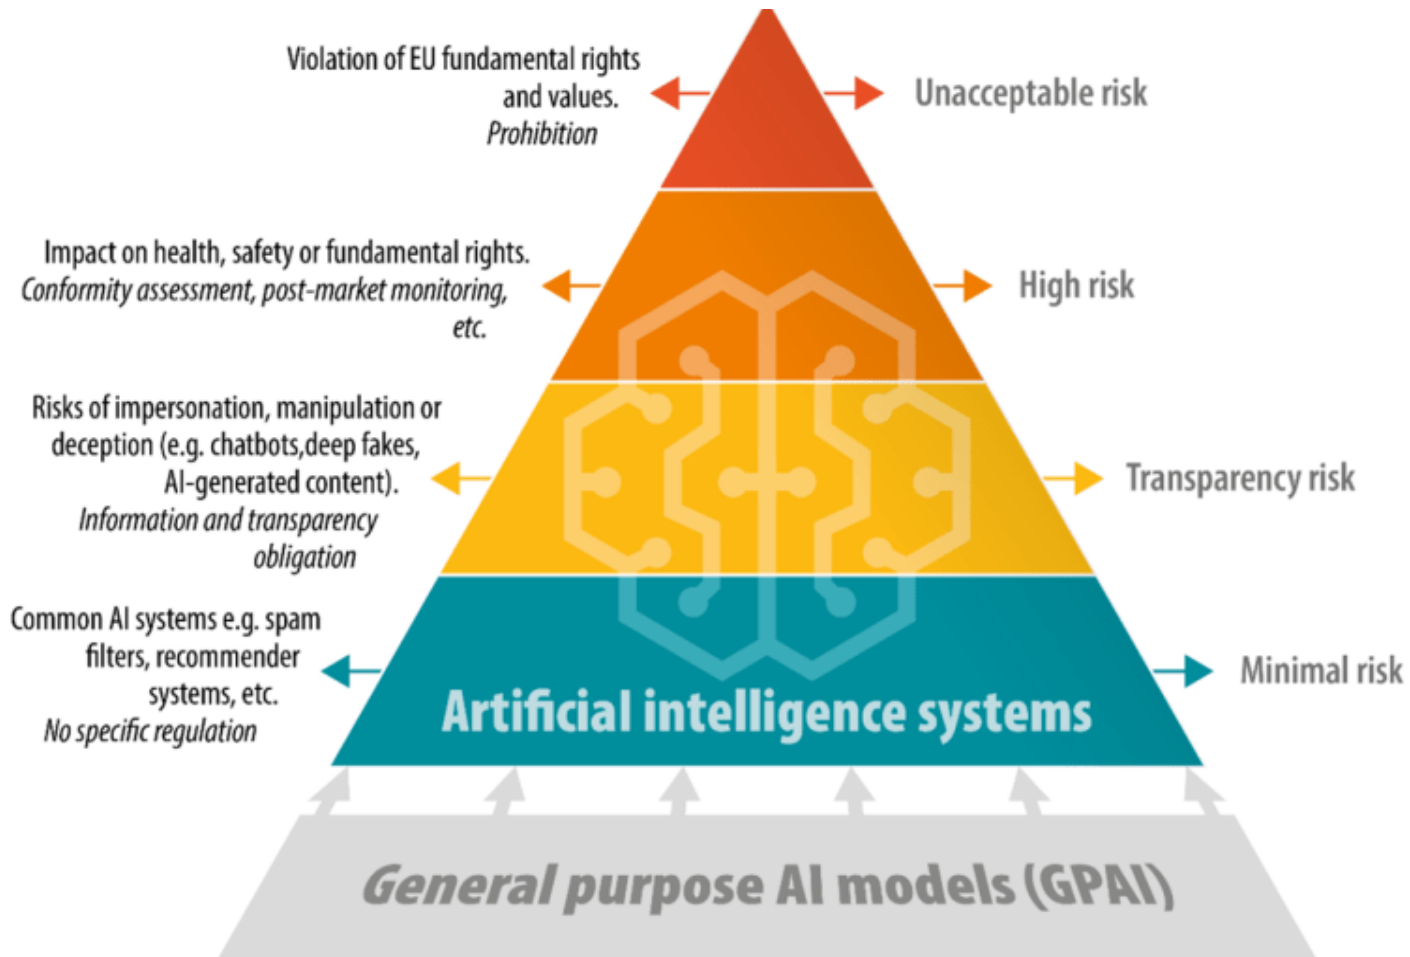 Violation of EU fundamental rights
and values.
Prohibition
Unacceptable risk
Impact on health, safety or fundamental rights.
Conformity assessment, post-market monitoring,
etc.
High risk
Risks of impersonation, manipulation or
deception (e.g. chatbots,deep fakes,
AI-generated content).
Information and transparency
obligation
Transparency risk
Common AI systems e.g. spam
filters, recommender
systems, etc.
No specific regulation
Minimal risk
Artificial intelligence systems
General purpose AI models (GPAI)